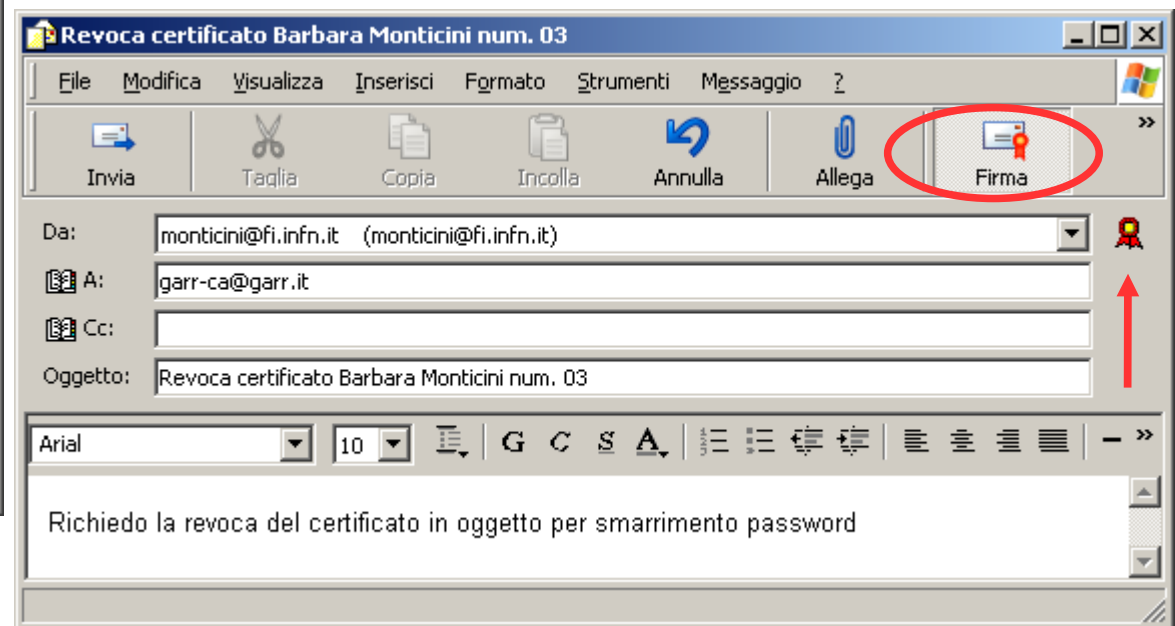 Revoca certificato Barbara Monticini num. 03
File Modifica Visualizza Inserisci Formato Strumenti Messaggio ?
Invia Taglia Copia Incolla Annulla Allega Firma »
Da: monticini@fi.infn.it (monticini@fi.infn.it)
A: garr-ca@garr.it
Cc:
Oggetto: Revoca certificato Barbara Monticini num. 03
Arial 10 G C S A »
Richiedo la revoca del certificato in oggetto per smarrimento password